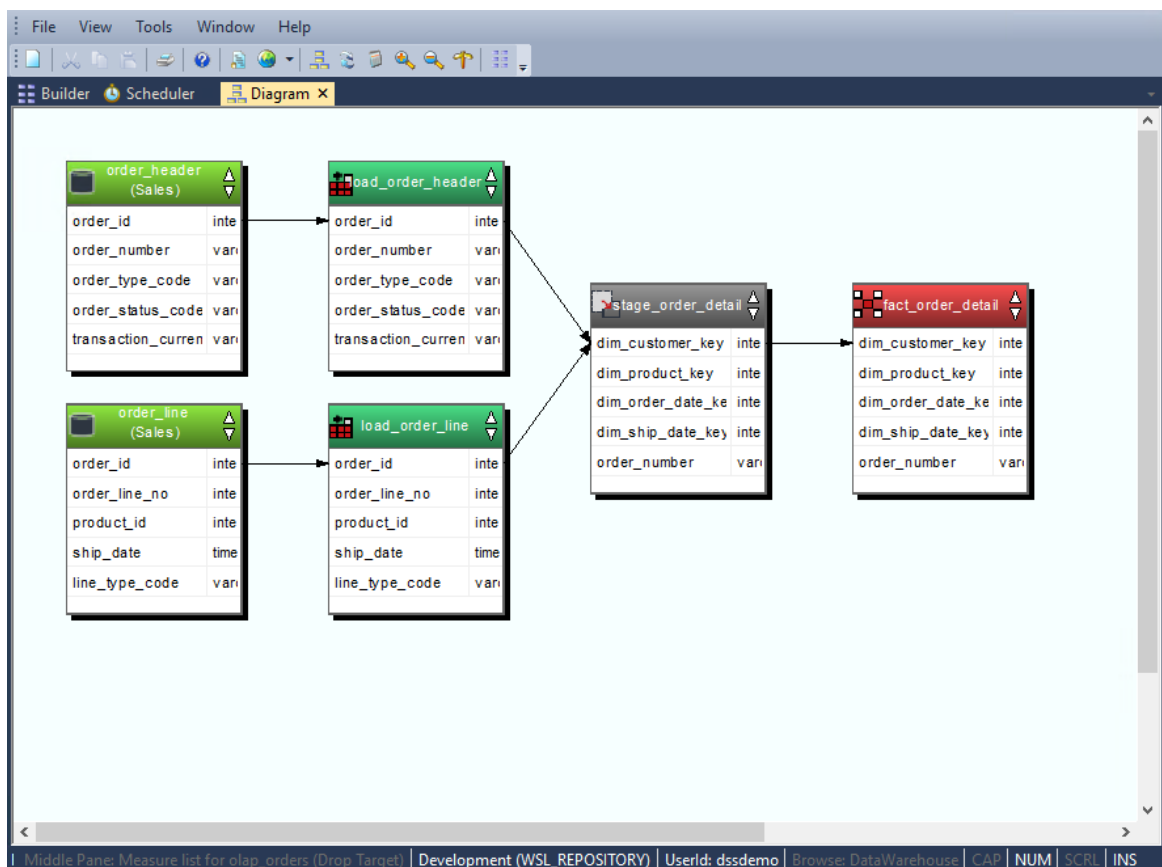 File View Tools Window Help
Builder Scheduler Diagram
order_header
(Sales)
order_id inte
order_number var
order_type_code var
order_status_code var
transaction_curren var
load_order_header
order_id inte
order_number var
order_type_code var
order_status_code var
transaction_curren var
order_line
(Sales)
order_id inte
order_line_no inte
product_id inte
ship_date time
line_type_code var
load_order_line
order_id inte
order_line_no inte
product_id inte
ship_date time
line_type_code var
stage_order_detail
dim_customer_key inte
dim_product_key inte
dim_order_date_ke inte
dim_ship_date_key inte
order_number var
fact_order_detail
dim_customer_key inte
dim_product_key inte
dim_order_date_ke inte
dim_ship_date_key inte
order_number var
Middle Pane: Measure list for olap_orders (Drop Target) Development (WSL_REPOSITORY) UserId: dssdemo Browse: DataWarehouse CAP NUM SCRL INS